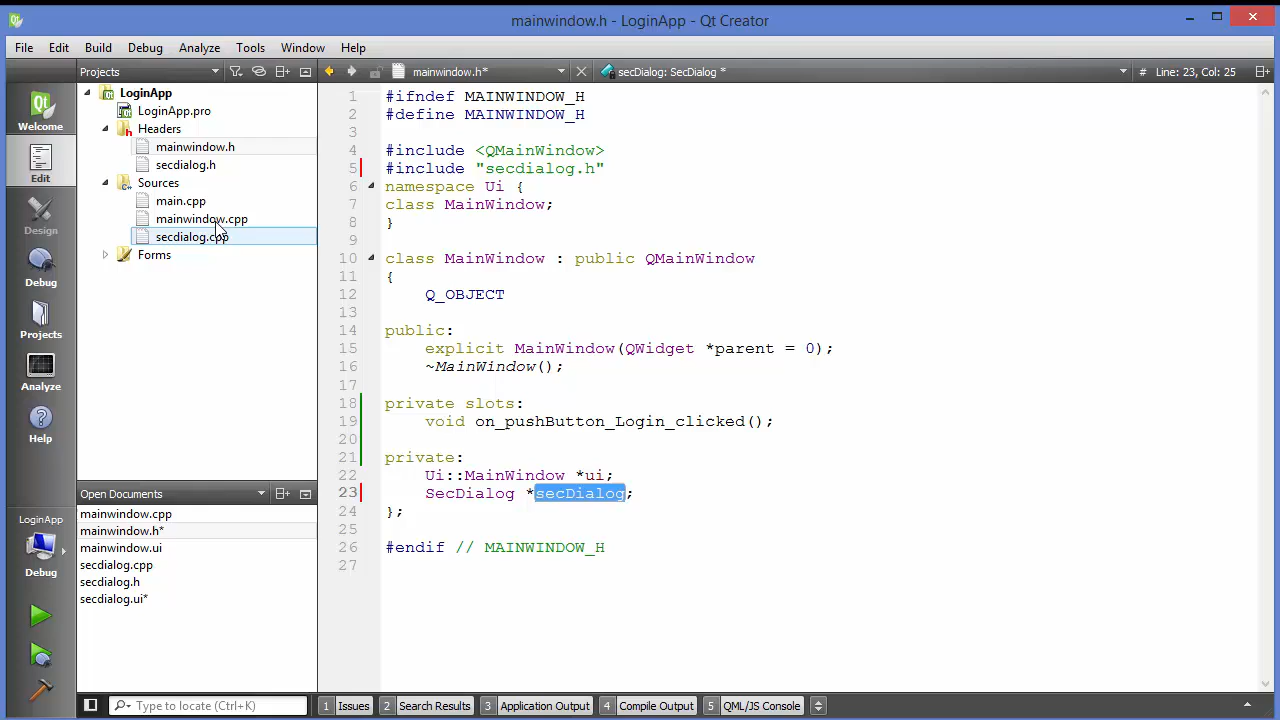 mainwindow.h - LoginApp - Qt Creator
File Edit Build Debug Analyze Tools Window Help
Projects mainwindow.h* secDialog: SecDialog * # Line: 23, Col: 25
Welcome
Edit
Design
Debug
Projects
Analyze
Help
LoginApp
Debug
LoginApp
LoginApp.pro
Headers
mainwindow.h
secdialog.h
Sources
main.cpp
mainwindow.cpp
secdialog.cpp
Forms
Open Documents
mainwindow.cpp
mainwindow.h*
mainwindow.ui
secdialog.cpp
secdialog.h
secdialog.ui*
1 #ifndef MAINWINDOW_H
2 #define MAINWINDOW_H
3
4 #include <QMainWindow>
5 #include "secdialog.h"
6 namespace Ui {
7 class MainWindow;
8 }
9
10 class MainWindow : public QMainWindow
11 {
12 Q_OBJECT
13
14 public:
15 explicit MainWindow(QWidget *parent = 0);
16 ~MainWindow();
17
18 private slots:
19 void on_pushButton_Login_clicked();
20
21 private:
22 Ui::MainWindow *ui;
23 SecDialog *secDialog;
24 };
25
26 #endif // MAINWINDOW_H
27
Type to locate (Ctrl+K) 1 Issues 2 Search Results 3 Application Output 4 Compile Output 5 QML/JS Console